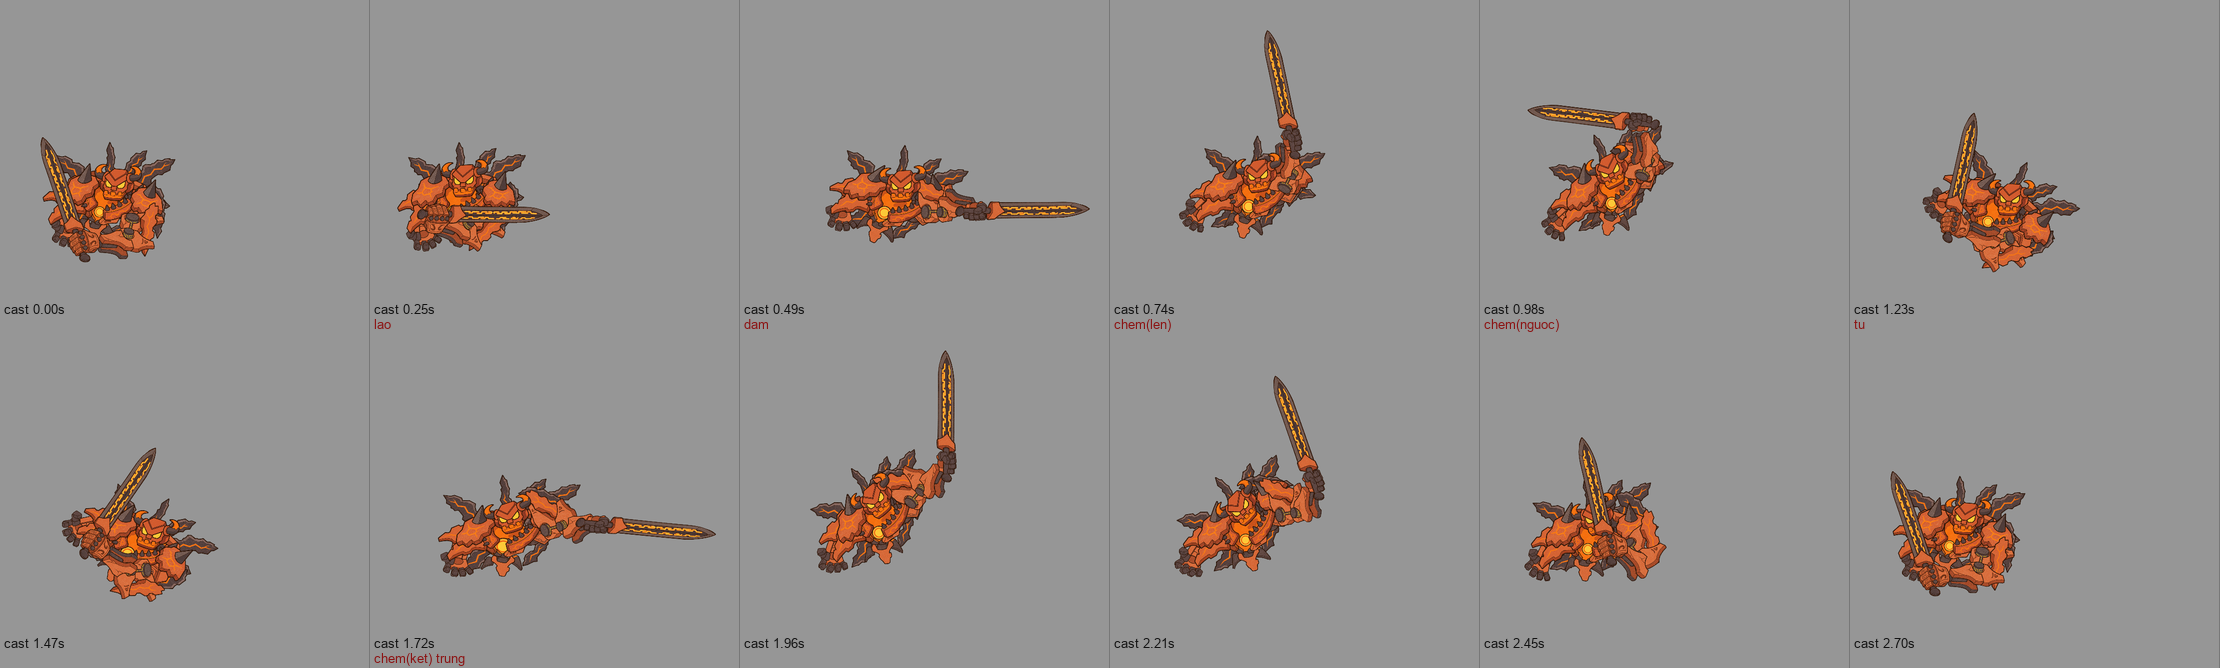 cast 0.00s
cast 0.25s
lao
cast 0.49s
dam
cast 0.74s
chem(len)
cast 0.98s
chem(nguoc)
cast 1.23s
tu
cast 1.47s
cast 1.72s
chem(ket) trung
cast 1.96s
cast 2.21s
cast 2.45s
cast 2.70s